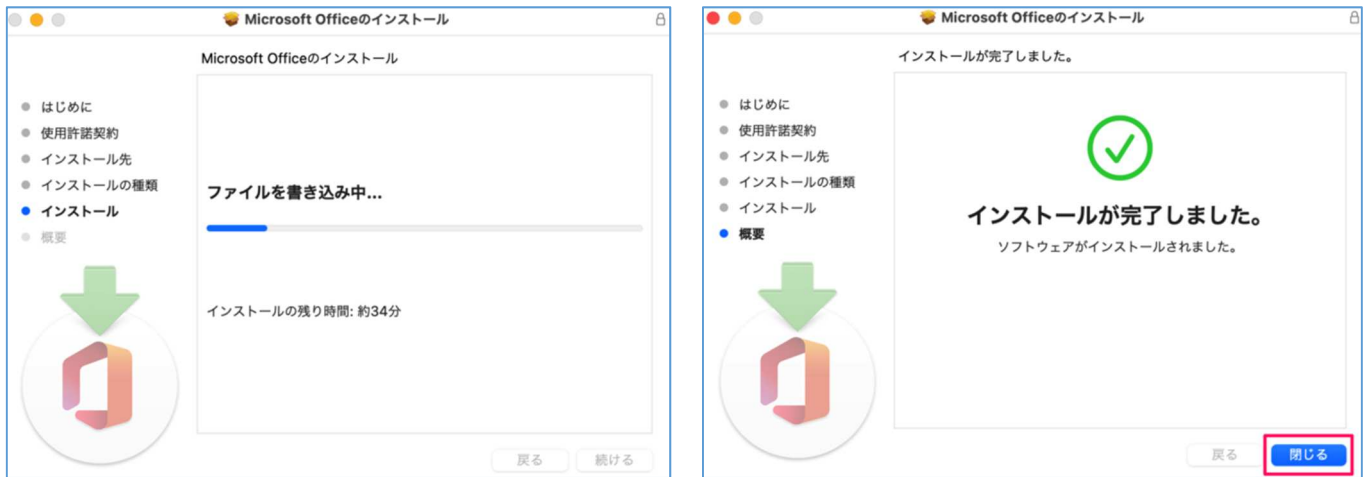 Microsoft Officeのインストール
Microsoft Officeのインストール
はじめに
使用許諾契約
インストール先
インストールの種類
インストール
概要
ファイルを書き込み中...
インストールの残り時間: 約34分
戻る
続ける
Microsoft Officeのインストール
インストールが完了しました。
はじめに
使用許諾契約
インストール先
インストールの種類
インストール
概要
インストールが完了しました。
ソフトウェアがインストールされました。
戻る
閉じる